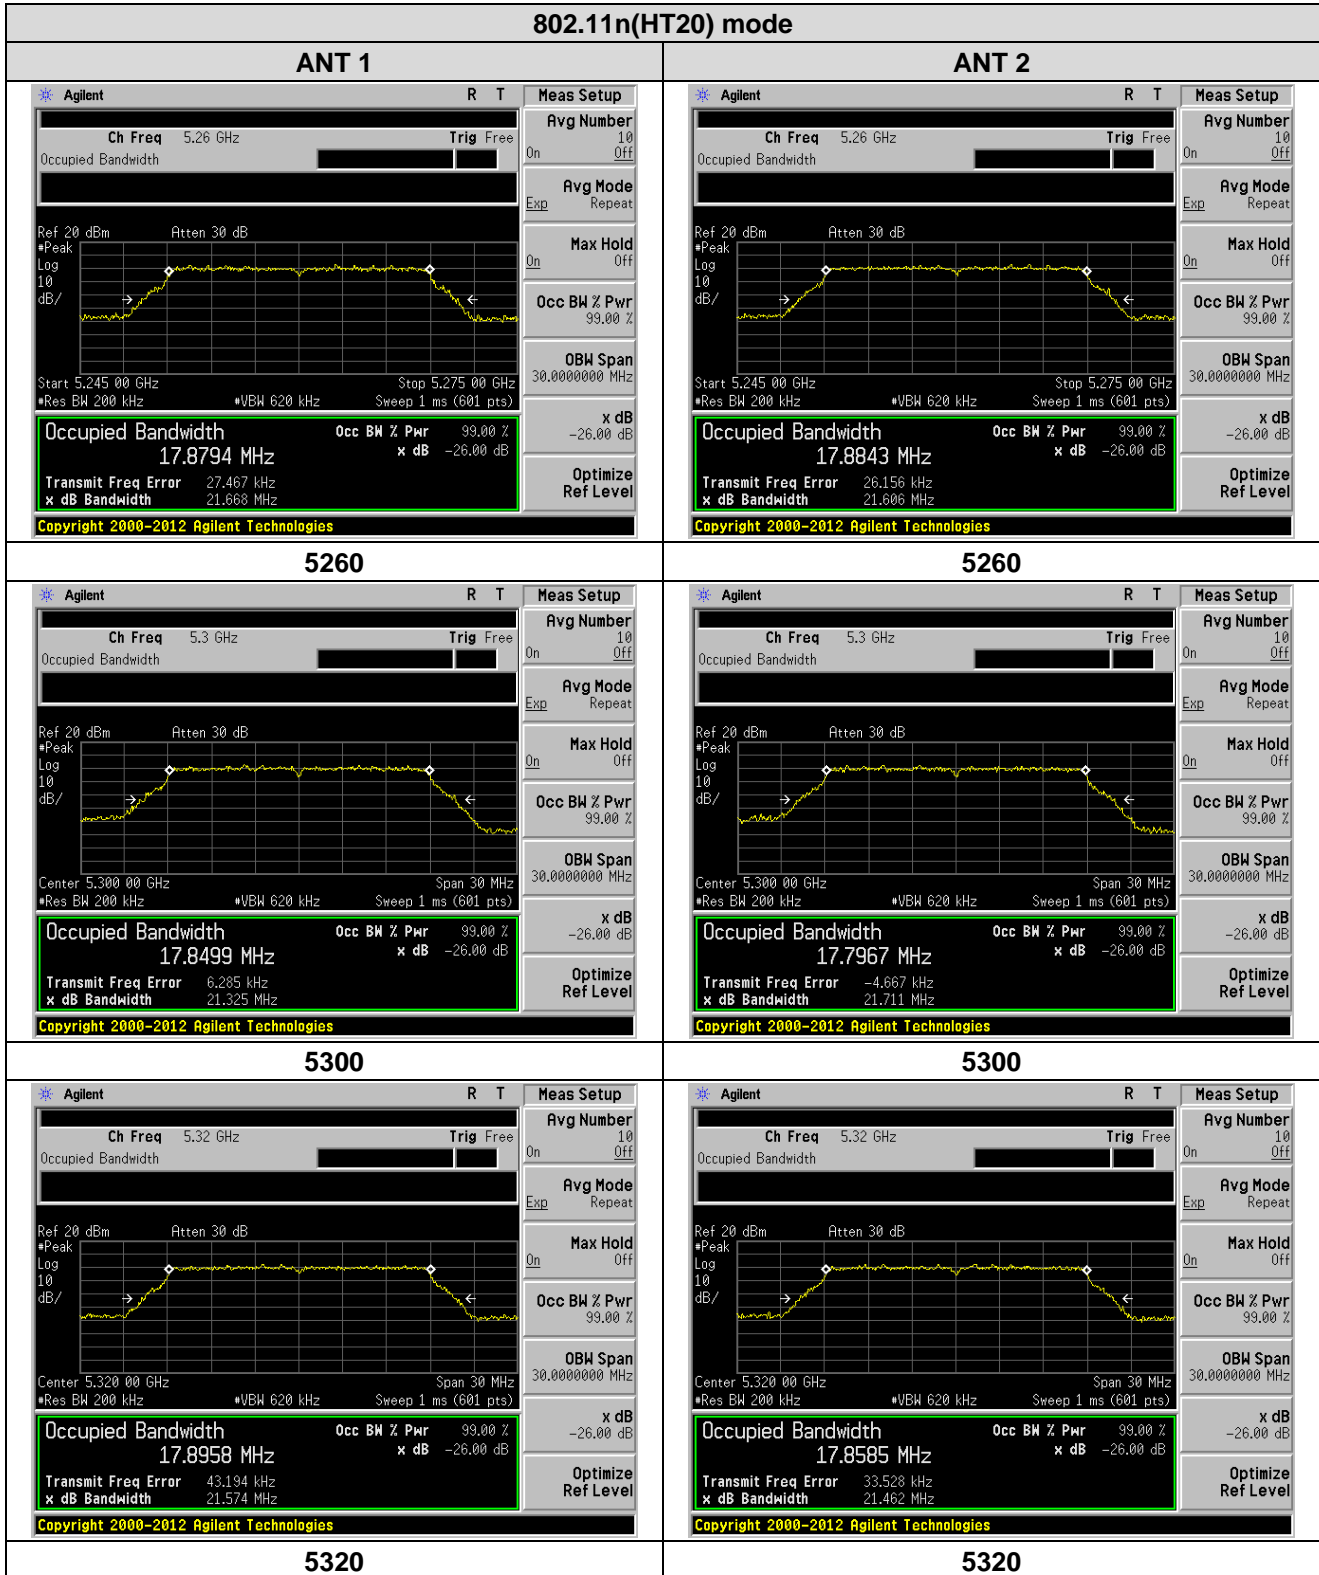 802.11n(HT20) mode
ANT 1
ANT 2
Agilent R T
Ch Freq 5.26 GHz Trig Free
Occupied Bandwidth
Ref 20 dBm Atten 30 dB
#Peak
Log
10
dB/
Start 5.245 00 GHz Stop 5.275 00 GHz
#Res BW 200 kHz #VBW 620 kHz Sweep 1 ms (601 pts)
Occupied Bandwidth Occ BW % Pwr 99.00 %
17.8794 MHz x dB -26.00 dB
Transmit Freq Error 27.467 kHz
x dB Bandwidth 21.668 MHz
Copyright 2000-2012 Agilent Technologies
Meas Setup
Avg Number
10
On Off
Avg Mode
Exp Repeat
Max Hold
On Off
Occ BW % Pwr
99.00 %
OBW Span
30.0000000 MHz
x dB
-26.00 dB
Optimize
Ref Level
Agilent R T
Ch Freq 5.26 GHz Trig Free
Occupied Bandwidth
Ref 20 dBm Atten 30 dB
#Peak
Log
10
dB/
Start 5.245 00 GHz Stop 5.275 00 GHz
#Res BW 200 kHz #VBW 620 kHz Sweep 1 ms (601 pts)
Occupied Bandwidth Occ BW % Pwr 99.00 %
17.8843 MHz x dB -26.00 dB
Transmit Freq Error 26.156 kHz
x dB Bandwidth 21.606 MHz
Copyright 2000-2012 Agilent Technologies
Meas Setup
Avg Number
10
On Off
Avg Mode
Exp Repeat
Max Hold
On Off
Occ BW % Pwr
99.00 %
OBW Span
30.0000000 MHz
x dB
-26.00 dB
Optimize
Ref Level
5260
5260
Agilent R T
Ch Freq 5.3 GHz Trig Free
Occupied Bandwidth
Ref 20 dBm Atten 30 dB
#Peak
Log
10
dB/
Center 5.300 00 GHz Span 30 MHz
#Res BW 200 kHz #VBW 620 kHz Sweep 1 ms (601 pts)
Occupied Bandwidth Occ BW % Pwr 99.00 %
17.8499 MHz x dB -26.00 dB
Transmit Freq Error 6.285 kHz
x dB Bandwidth 21.325 MHz
Copyright 2000-2012 Agilent Technologies
Meas Setup
Avg Number
10
On Off
Avg Mode
Exp Repeat
Max Hold
On Off
Occ BW % Pwr
99.00 %
OBW Span
30.0000000 MHz
x dB
-26.00 dB
Optimize
Ref Level
Agilent R T
Ch Freq 5.3 GHz Trig Free
Occupied Bandwidth
Ref 20 dBm Atten 30 dB
#Peak
Log
10
dB/
Center 5.300 00 GHz Span 30 MHz
#Res BW 200 kHz #VBW 620 kHz Sweep 1 ms (601 pts)
Occupied Bandwidth Occ BW % Pwr 99.00 %
17.7967 MHz x dB -26.00 dB
Transmit Freq Error -4.667 kHz
x dB Bandwidth 21.711 MHz
Copyright 2000-2012 Agilent Technologies
Meas Setup
Avg Number
10
On Off
Avg Mode
Exp Repeat
Max Hold
On Off
Occ BW % Pwr
99.00 %
OBW Span
30.0000000 MHz
x dB
-26.00 dB
Optimize
Ref Level
5300
5300
Agilent R T
Ch Freq 5.32 GHz Trig Free
Occupied Bandwidth
Ref 20 dBm Atten 30 dB
#Peak
Log
10
dB/
Center 5.320 00 GHz Span 30 MHz
#Res BW 200 kHz #VBW 620 kHz Sweep 1 ms (601 pts)
Occupied Bandwidth Occ BW % Pwr 99.00 %
17.8958 MHz x dB -26.00 dB
Transmit Freq Error 43.194 kHz
x dB Bandwidth 21.574 MHz
Copyright 2000-2012 Agilent Technologies
Meas Setup
Avg Number
10
On Off
Avg Mode
Exp Repeat
Max Hold
On Off
Occ BW % Pwr
99.00 %
OBW Span
30.0000000 MHz
x dB
-26.00 dB
Optimize
Ref Level
Agilent R T
Ch Freq 5.32 GHz Trig Free
Occupied Bandwidth
Ref 20 dBm Atten 30 dB
#Peak
Log
10
dB/
Center 5.320 00 GHz Span 30 MHz
#Res BW 200 kHz #VBW 620 kHz Sweep 1 ms (601 pts)
Occupied Bandwidth Occ BW % Pwr 99.00 %
17.8585 MHz x dB -26.00 dB
Transmit Freq Error 33.528 kHz
x dB Bandwidth 21.462 MHz
Copyright 2000-2012 Agilent Technologies
Meas Setup
Avg Number
10
On Off
Avg Mode
Exp Repeat
Max Hold
On Off
Occ BW % Pwr
99.00 %
OBW Span
30.0000000 MHz
x dB
-26.00 dB
Optimize
Ref Level
5320
5320